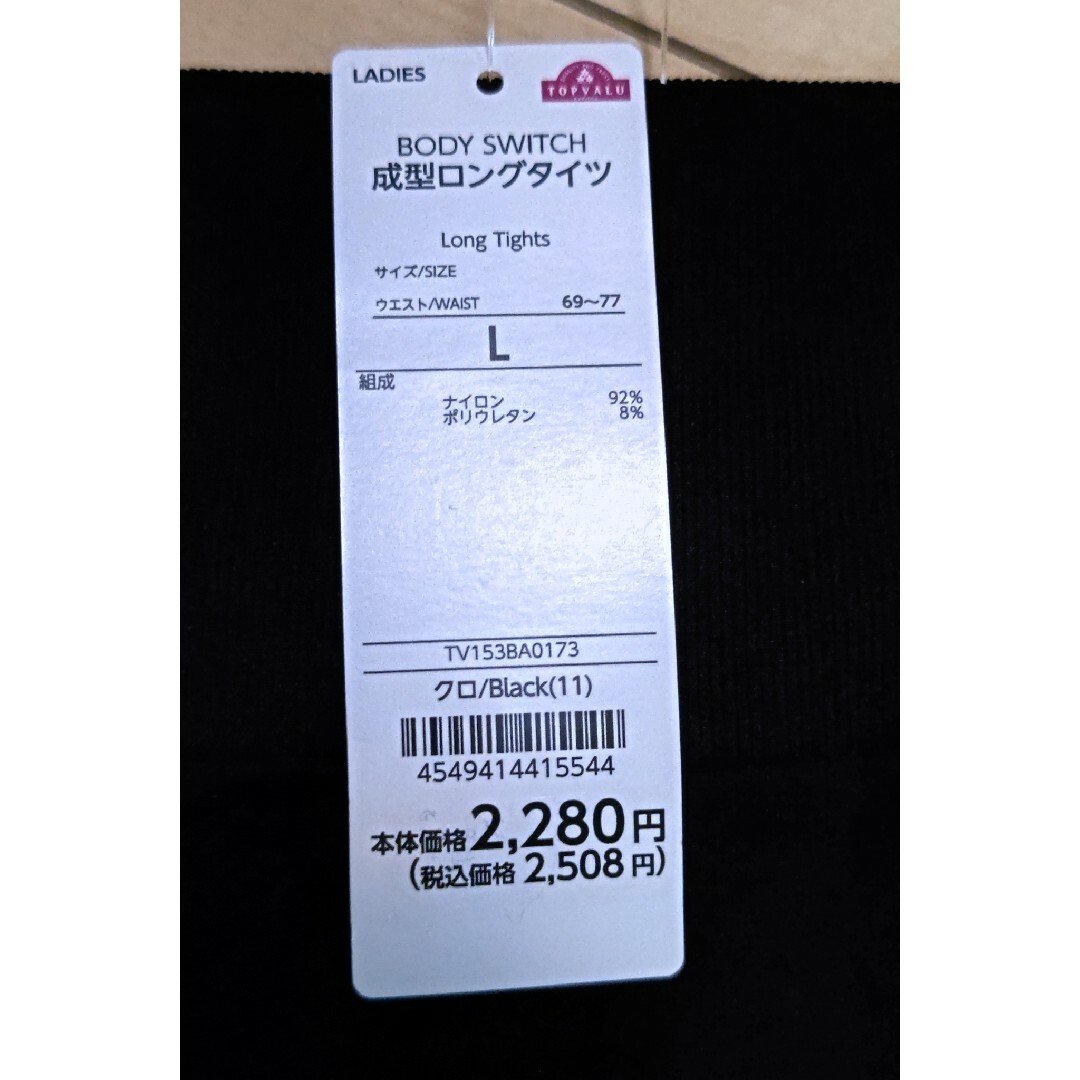 LADIES
TOPVALU
BODY SWITCH
成型ロングタイツ
Long Tights
サイズ/SIZE
ウエスト/WAIST 69〜77
L
組成
ナイロン 92%
ポリウレタン 8%
TV153BA0173
クロ/Black(11)
4549414415544
本体価格 2,280円
(税込価格 2,508円)